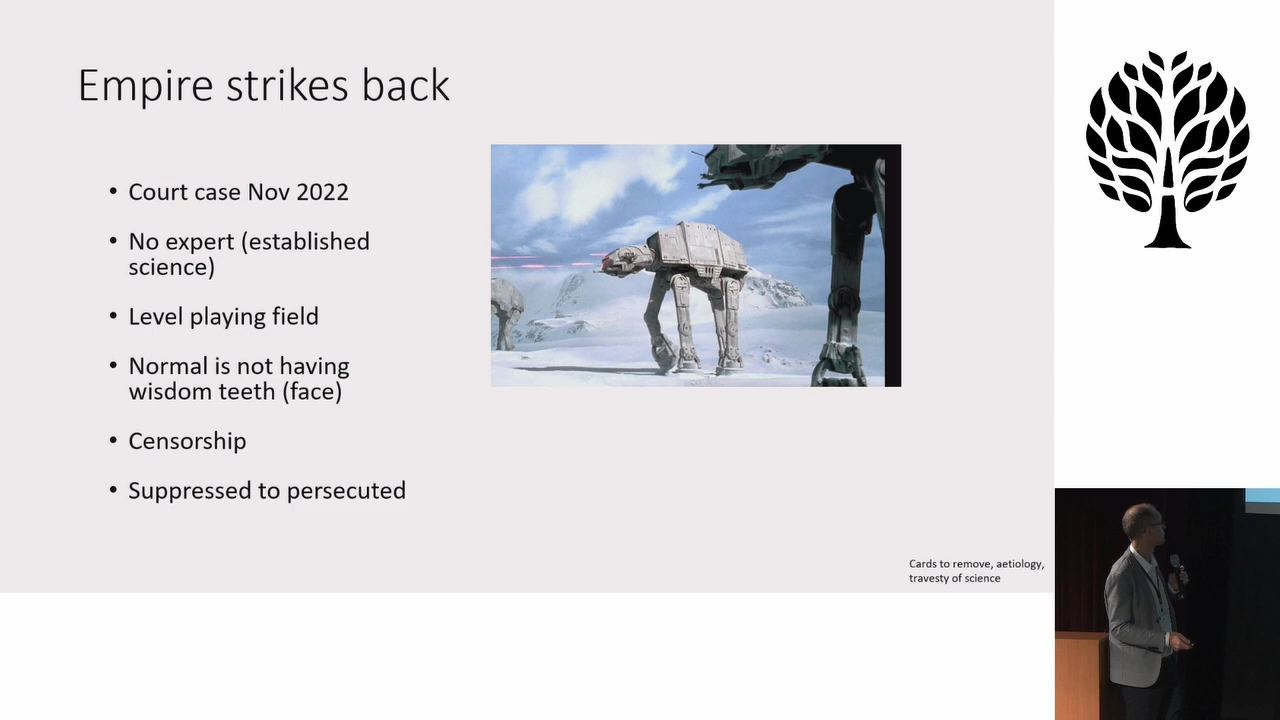 Empire strikes back
• Court case Nov 2022
• No expert (established
science)
• Level playing field
• Normal is not having
wisdom teeth (face)
• Censorship
• Suppressed to persecuted
Cards to remove, aetiology,
travesty of science